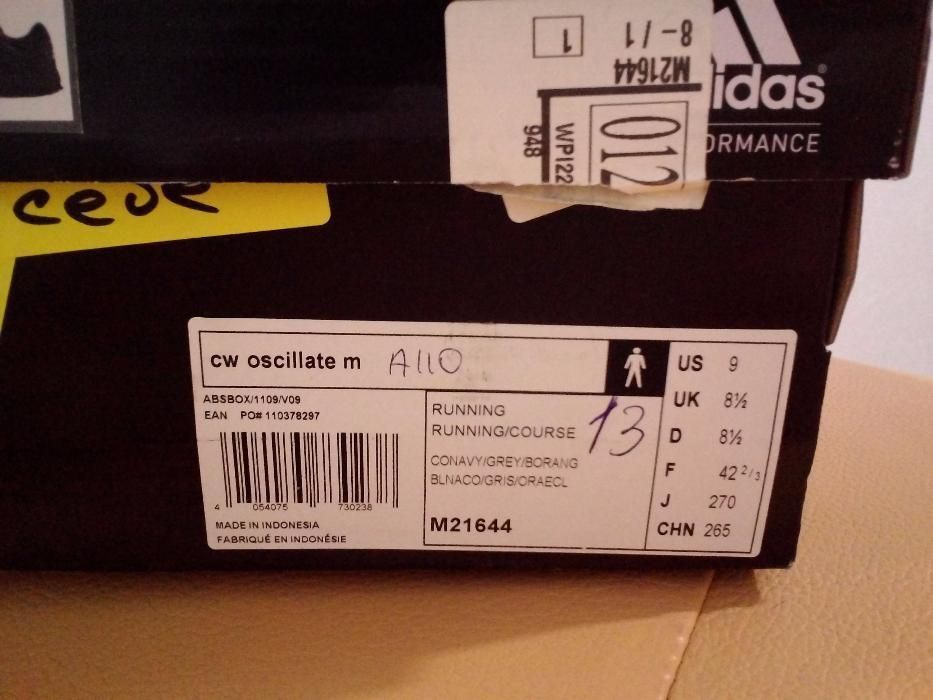 8-/1
1
M21644
012
WPI22
948
adidas
ORMANCE
cw oscillate m A110
ABSBOX/1109/V09
EAN PO# 110378297
4 054075 730238
MADE IN INDONESIA
FABRIQUÉ EN INDONÉSIE
RUNNING
RUNNING/COURSE
13
CONAVY/GREY/BORANG
BLNACO/GRIS/ORAECL
M21644
US 9
UK 8½
D 8½
F 42 2/3
J 270
CHN 265